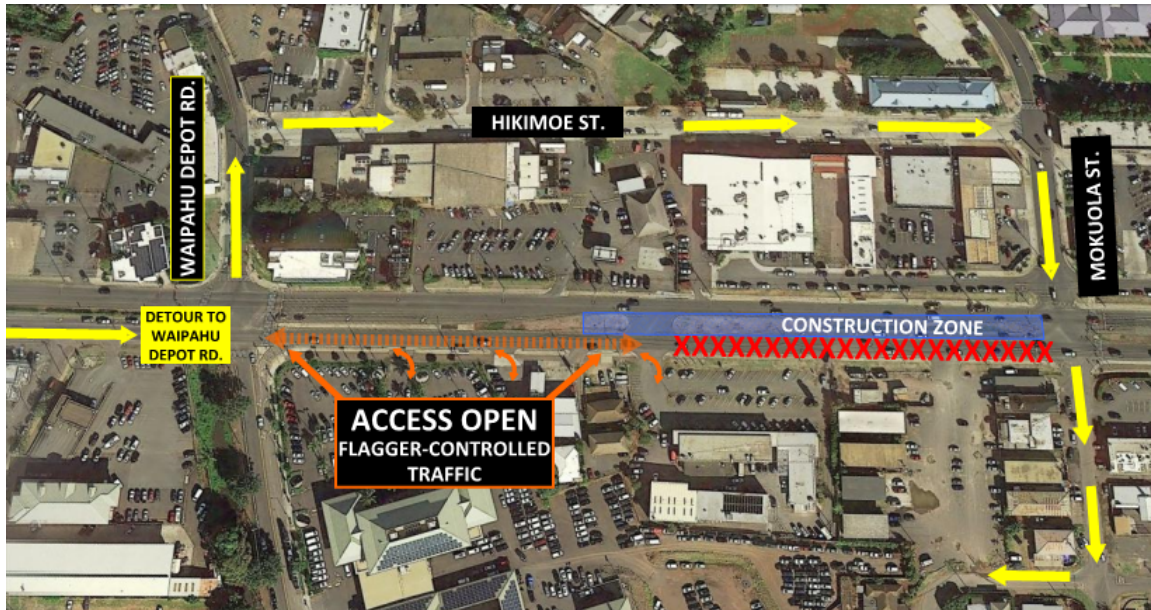 WAIPAHU DEPOT RD.
HIKIMOE ST.
MOKUOLA ST.
DETOUR TO
WAIPAHU
DEPOT RD.
CONSTRUCTION ZONE
XXXXXXXXXXXXXXXXXXXX
ACCESS OPEN
FLAGGER-CONTROLLED
TRAFFIC